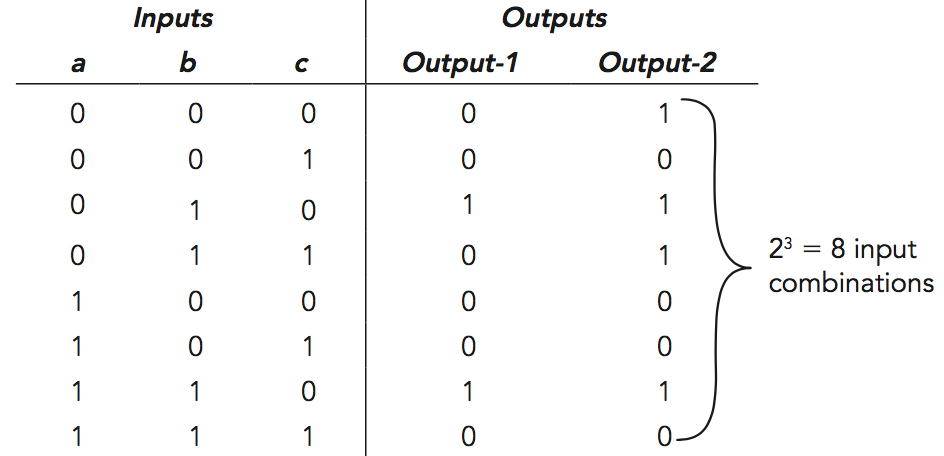 Inputs Outputs
a b c Output-1 Output-2
0 0 0 0 1
0 0 1 0 0
0 1 0 1 1
0 1 1 0 1
1 0 0 0 0
1 0 1 0 0
1 1 0 1 1
1 1 1 0 0
2³ = 8 input
combinations